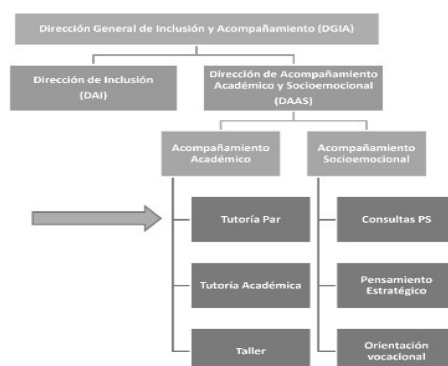 Dirección General de Inclusión y Acompañamiento (DGIA)
Dirección de Inclusión
(DAI)
Dirección de Acompañamiento
Académico y Socioemocional
(DAAS)
Acompañamiento
Académico
Acompañamiento
Socioemocional
Tutoría Par
Consultas PS
Tutoría Académica
Pensamiento
Estratégico
Taller
Orientación
vocacional